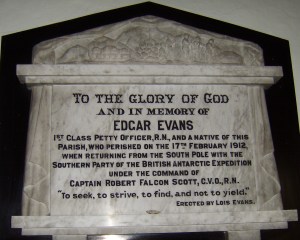 To the Glory of God
and in memory of
EDGAR EVANS
1ST Class Petty Officer, R.N., and a native of this
Parish, who perished on the 17TH February 1912,
when returning from the South Pole with the
Southern Party of the British Antarctic Expedition
under the command of
Captain Robert Falcon Scott, C.V.O., R.N.
"To seek, to strive, to find, and not to yield."
Erected by Lois Evans.